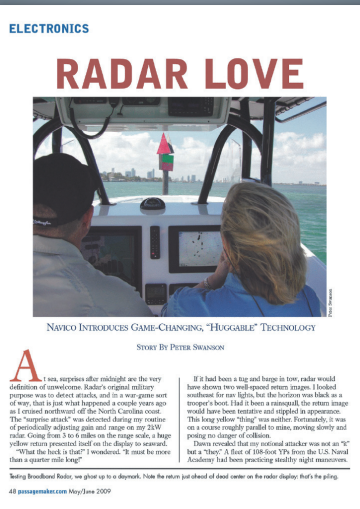 ELECTRONICS
RADAR LOVE
Peter Swanson
NAVICO INTRODUCES GAME-CHANGING, "HUGGABLE" TECHNOLOGY
STORY BY PETER SWANSON
At sea, surprises after midnight are the very
definition of unwelcome. Radar's original military
purpose was to detect attacks, and in a war-game sort
of way, that is just what happened a couple years ago
as I cruised northward off the North Carolina coast.
The "surprise attack" was detected during my routine
of periodically adjusting gain and range on my 2kW
radar. Going from 3 to 6 miles on the range scale, a huge
yellow return presented itself on the display seaward.
"What the heck is that?" I wondered. "It must be more
than a quarter mile long!"
If it had been a tug and barge in tow, radar would
have shown two well-spaced return images. I looked
southeast for nav lights, but the horizon was black as a
trooper's boot. Had it been a rainsquall, the return image
would have been tentative and stippled in appearance.
This long yellow "thing" was neither. Fortunately, it was
on a course roughly parallel to mine, moving slowly and
posing no danger of collision.
Dawn revealed that my notional attacker was not an "it"
but a "they." A fleet of 108-foot YPs from the U.S. Naval
Academy had been practicing stealthy night maneuvers.
Testing Broadband Radar, we ghost up to a daymark. Note the return just ahead of dead center on the radar display: that's the piling.
48 passagemaker.com May/June 2009